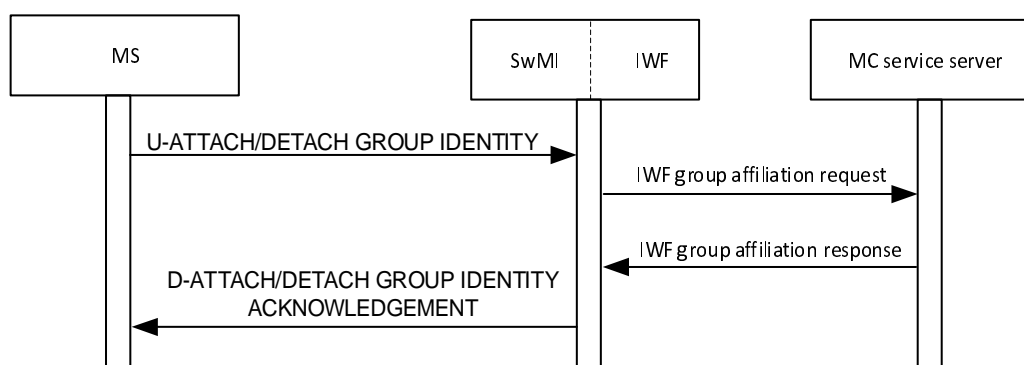 MS
SwMI
IWF
MC service server
U-ATTACH/DETACH GROUP IDENTITY
IWF group affiliation request
IWF group affiliation response
D-ATTACH/DETACH GROUP IDENTITY
ACKNOWLEDGEMENT